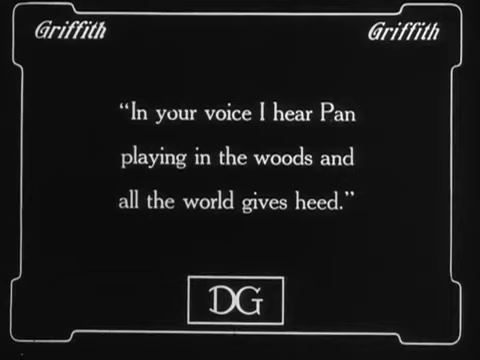 Griffith Griffith
“In your voice I hear Pan
playing in the woods and
all the world gives heed.”
DG